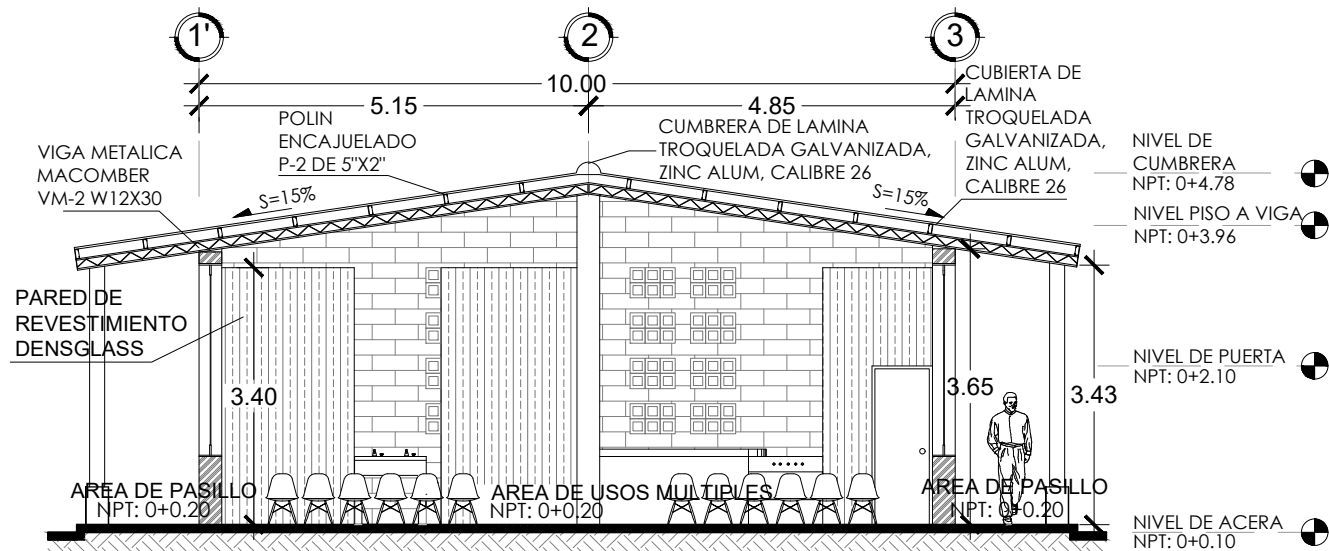 1'
2
3
10.00
5.15
4.85
CUBIERTA DE
LAMINA
TROQUELADA
GALVANIZADA,
ZINC ALUM,
CALIBRE 26
POLIN
ENCAJUELADO
P-2 DE 5"X2"
CUMBRERA DE LAMINA
TROQUELADA GALVANIZADA,
ZINC ALUM, CALIBRE 26
VIGA METALICA
MACOMBER
VM-2 W12X30
S=15%
S=15%
NIVEL DE
CUMBRERA
NPT: 0+4.78
NIVEL PISO A VIGA
NPT: 0+3.96
PARED DE
REVESTIMIENTO
DENSGLASS
NIVEL DE PUERTA
NPT: 0+2.10
3.40
3.65
3.43
AREA DE PASILLO
NPT: 0+0.20
AREA DE USOS MULTIPLES
NPT: 0+0.20
AREA DE PASILLO
NPT: 0+0.20
NIVEL DE ACERA
NPT: 0+0.10